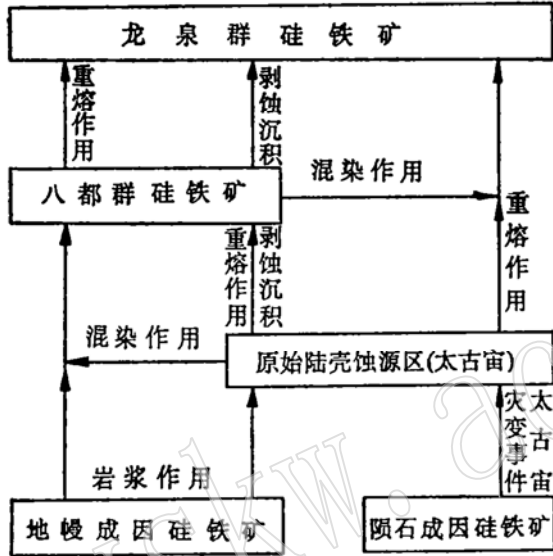 龙泉群硅铁矿
重熔作用
剥蚀沉积
八都群硅铁矿
混染作用
重熔作用
剥蚀沉积
重熔作用
混染作用
原始陆壳蚀源区(太古宙)
岩浆作用
灾变事件
太古宙
地幔成因硅铁矿
陨石成因硅铁矿